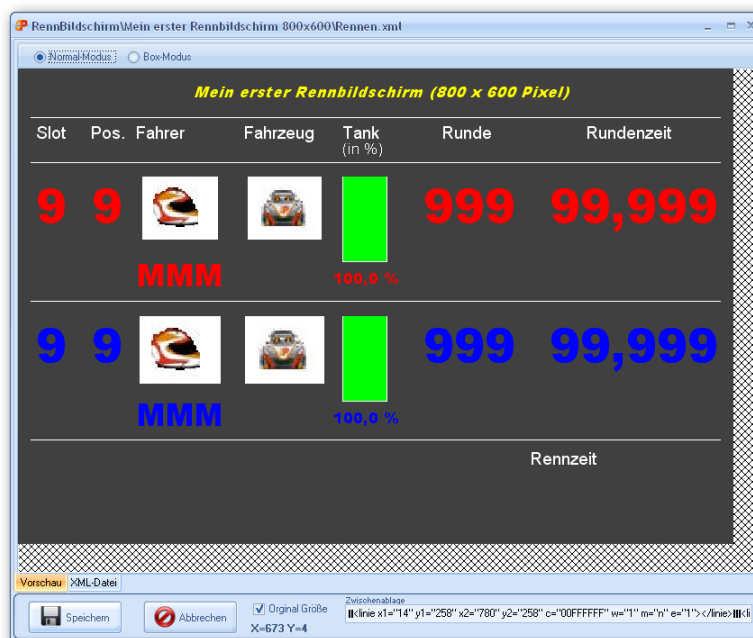 RennBildschirm\Mein erster Rennbildschirm 800x600\Rennen.xml
Normal-Modus Box-Modus
Mein erster Rennbildschirm (800 x 600 Pixel)
Slot Pos. Fahrer Fahrzeug Tank Runde Rundenzeit
(in %)
9 9 999 99,999
MMM 100,0 %
9 9 999 99,999
MMM 100,0 %
Rennzeit
Vorschau XML-Datei
Zwischenablage
Speichern Abbrechen Orginal Größe
<linie x1="14" y1="258" x2="780" y2="258" c="00FFFFFF" w="1" m="n" e="1"></linie>|||<li
X=673 Y=4